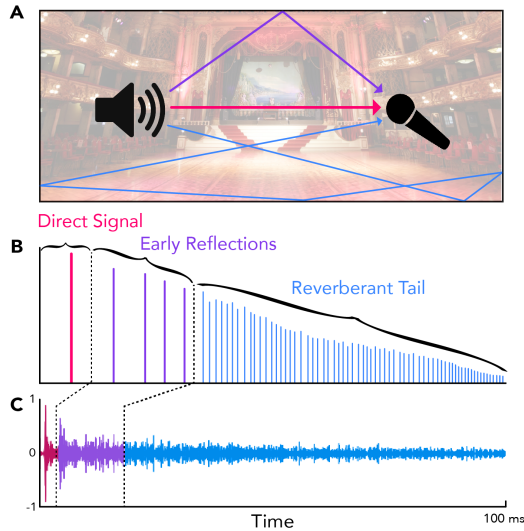 A
Direct Signal
B
Early Reflections
Reverberant Tail
C
1
0
-1
Time
100 ms